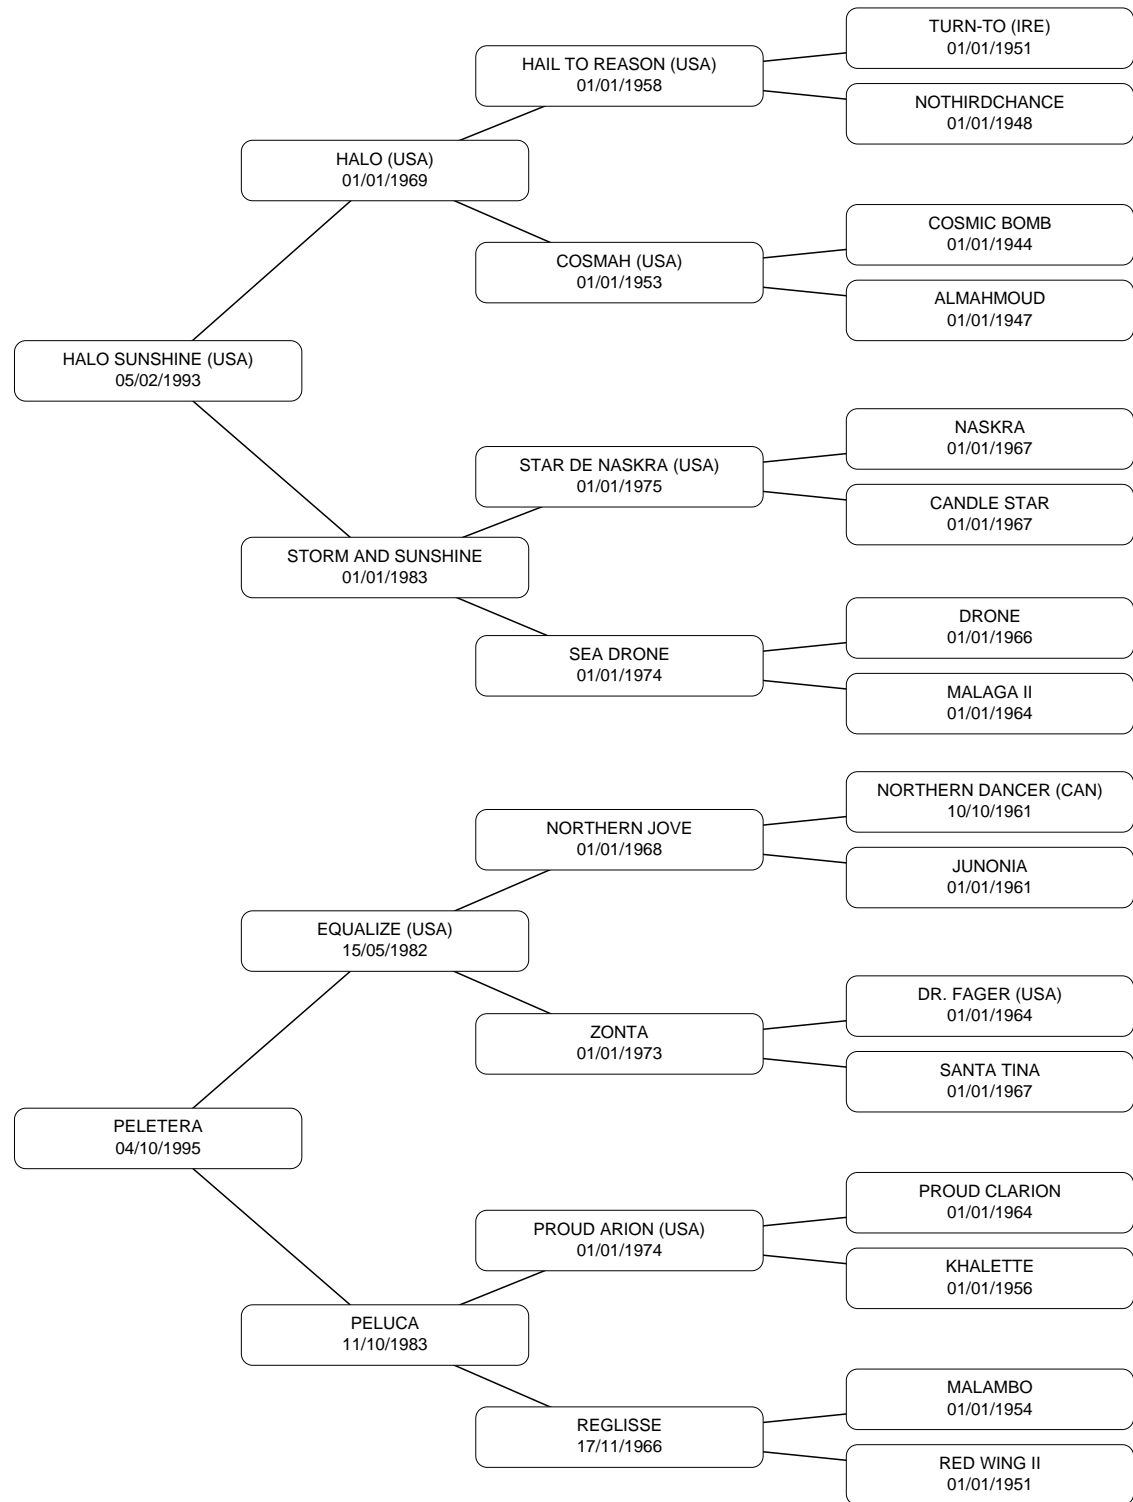 TURN-TO (IRE)
01/01/1951
HAIL TO REASON (USA)
01/01/1958
NOTHIRDCHANCE
01/01/1948
HALO (USA)
01/01/1969
COSMIC BOMB
01/01/1944
COSMAH (USA)
01/01/1953
ALMAHMOUD
01/01/1947
HALO SUNSHINE (USA)
05/02/1993
NASKRA
01/01/1967
STAR DE NASKRA (USA)
01/01/1975
CANDLE STAR
01/01/1967
STORM AND SUNSHINE
01/01/1983
DRONE
01/01/1966
SEA DRONE
01/01/1974
MALAGA II
01/01/1964
NORTHERN DANCER (CAN)
10/10/1961
NORTHERN JOVE
01/01/1968
JUNONIA
01/01/1961
EQUALIZE (USA)
15/05/1982
DR. FAGER (USA)
01/01/1964
ZONTA
01/01/1973
SANTA TINA
01/01/1967
PELETERA
04/10/1995
PROUD CLARION
01/01/1964
PROUD ARION (USA)
01/01/1974
KHALETTE
01/01/1956
PELUCA
11/10/1983
MALAMBO
01/01/1954
REGLISSE
17/11/1966
RED WING II
01/01/1951